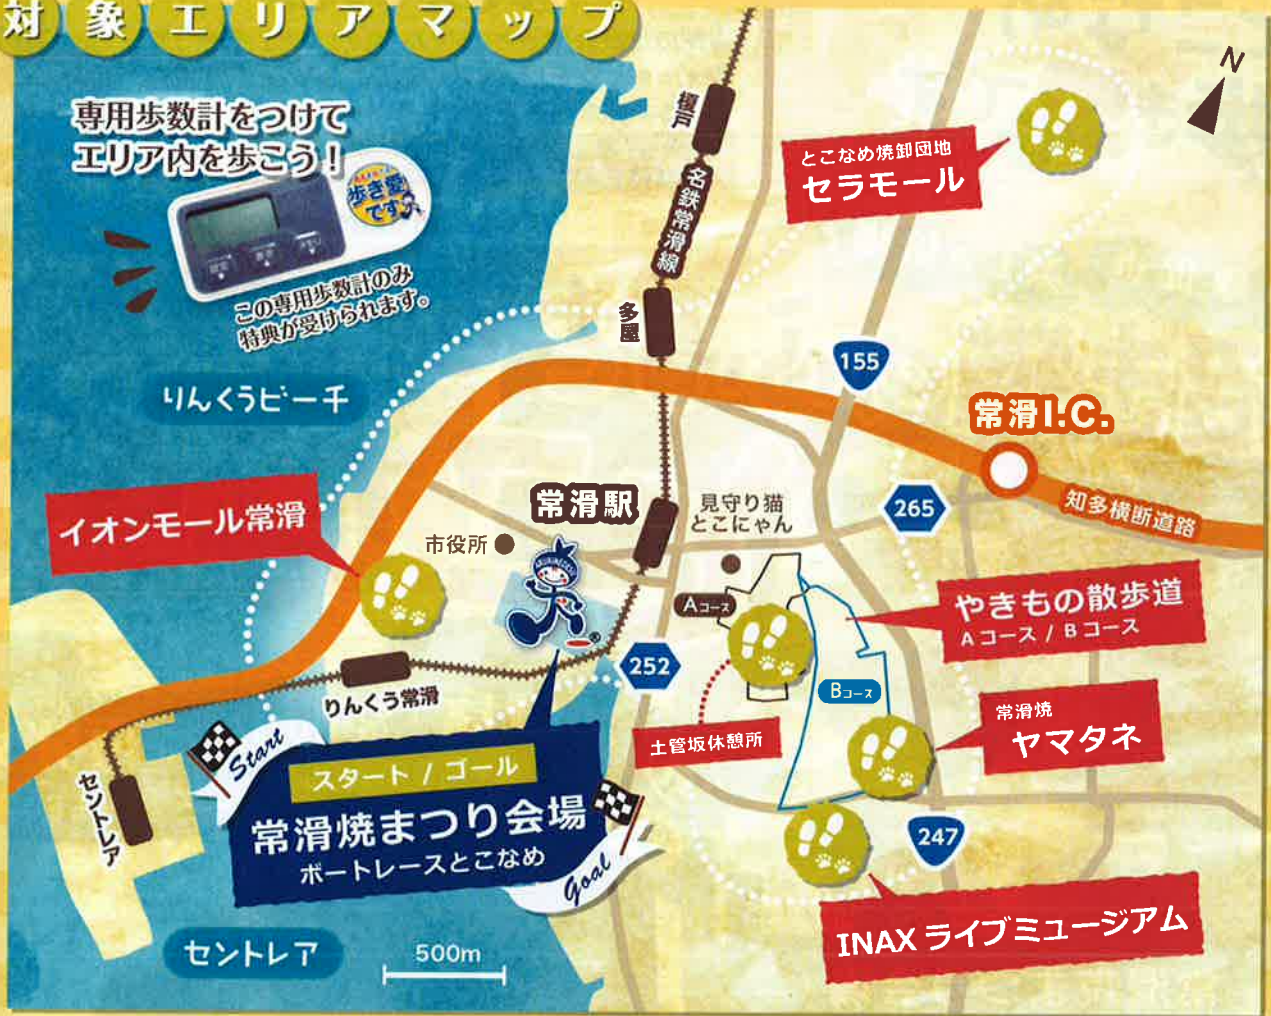 対象エリアマップ
専用歩数計をつけて
エリア内を歩こう！
歩き愛
です
この専用歩数計のみ
特典が受けられます。
N
榎戸
名鉄常滑線
多屋
とこなめ焼卸団地
セラモール
155
りんくうビーチ
常滑I.C.
知多横断道路
イオンモール常滑
常滑駅
市役所
見守り猫
とこにゃん
265
Aコース
やきもの散歩道
Aコース / Bコース
252
Bコース
りんくう常滑
常滑焼
ヤマタネ
土管坂休憩所
Start
スタート / ゴール
常滑焼まつり会場
ボートレースとこなめ
Goal
セントレア
247
INAXライブミュージアム
セントレア
500m